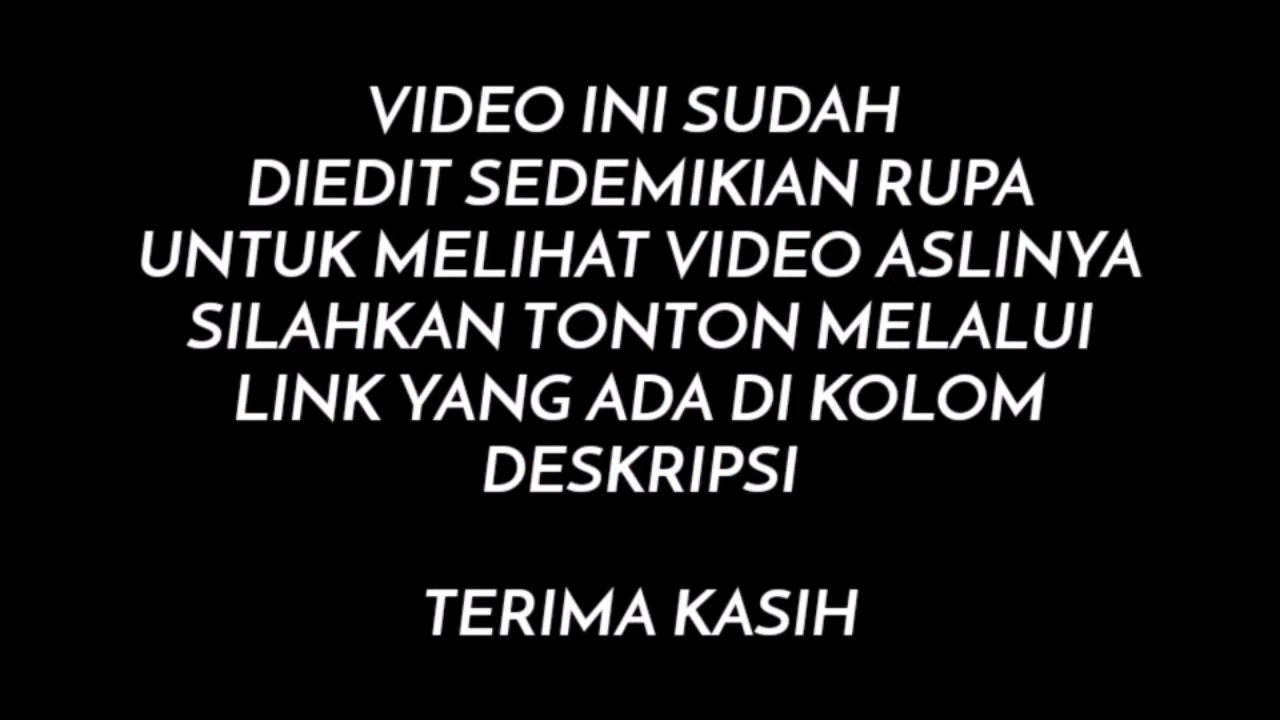 VIDEO INI SUDAH
DIEDIT SEDEMIKIAN RUPA
UNTUK MELIHAT VIDEO ASLINYA
SILAHKAN TONTON MELALUI
LINK YANG ADA DI KOLOM
DESKRIPSI
TERIMA KASIH